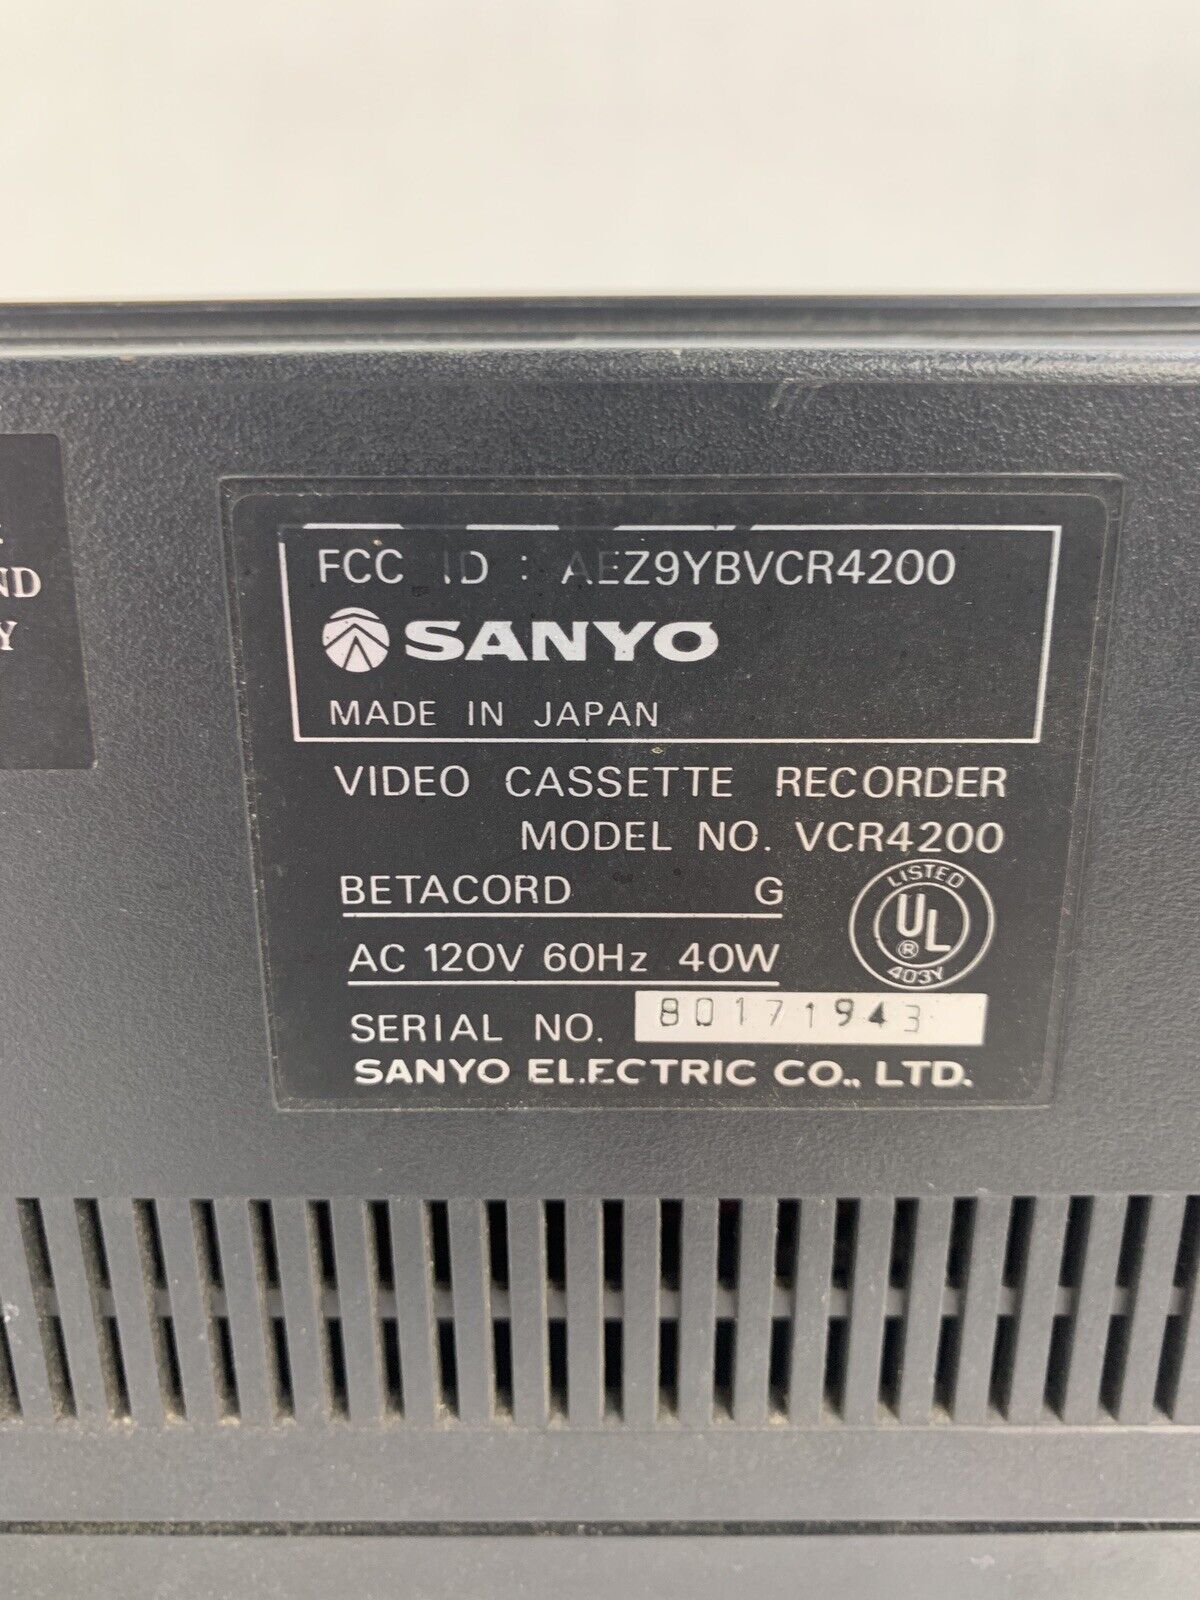 ND
Y
FCC ID : AEZ9YBVCR4200
SANYO
MADE IN JAPAN
VIDEO CASSETTE RECORDER
MODEL NO. VCR4200
BETACORD G
AC 120V 60Hz 40W
LISTED
UL
®
403Y
SERIAL NO. 80171943
SANYO ELECTRIC CO., LTD.